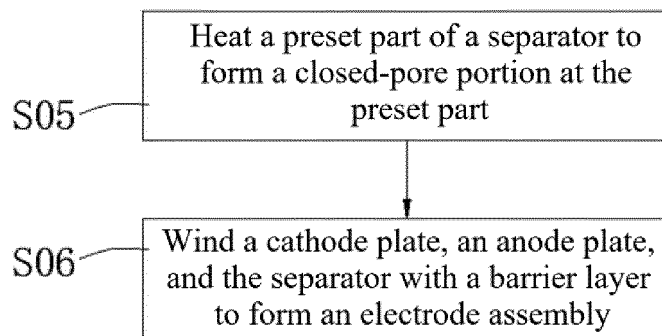 S05
Heat a preset part of a separator to
form a closed-pore portion at the
preset part
S06
Wind a cathode plate, an anode plate,
and the separator with a barrier layer
to form an electrode assembly